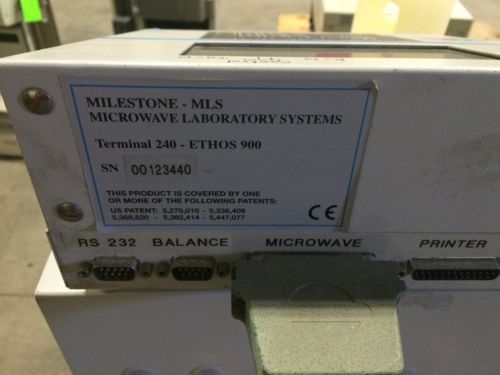 MILESTONE - MLS
MICROWAVE LABORATORY SYSTEMS
Terminal 240 - ETHOS 900
SN 00123440
THIS PRODUCT IS COVERED BY ONE
OR MORE OF THE FOLLOWING PATENTS:
US PATENT: 5,270,010 - 5,338,409
5,368,820 - 5,382,414 - 5,447,077
CE
RS 232 BALANCE MICROWAVE PRINTER